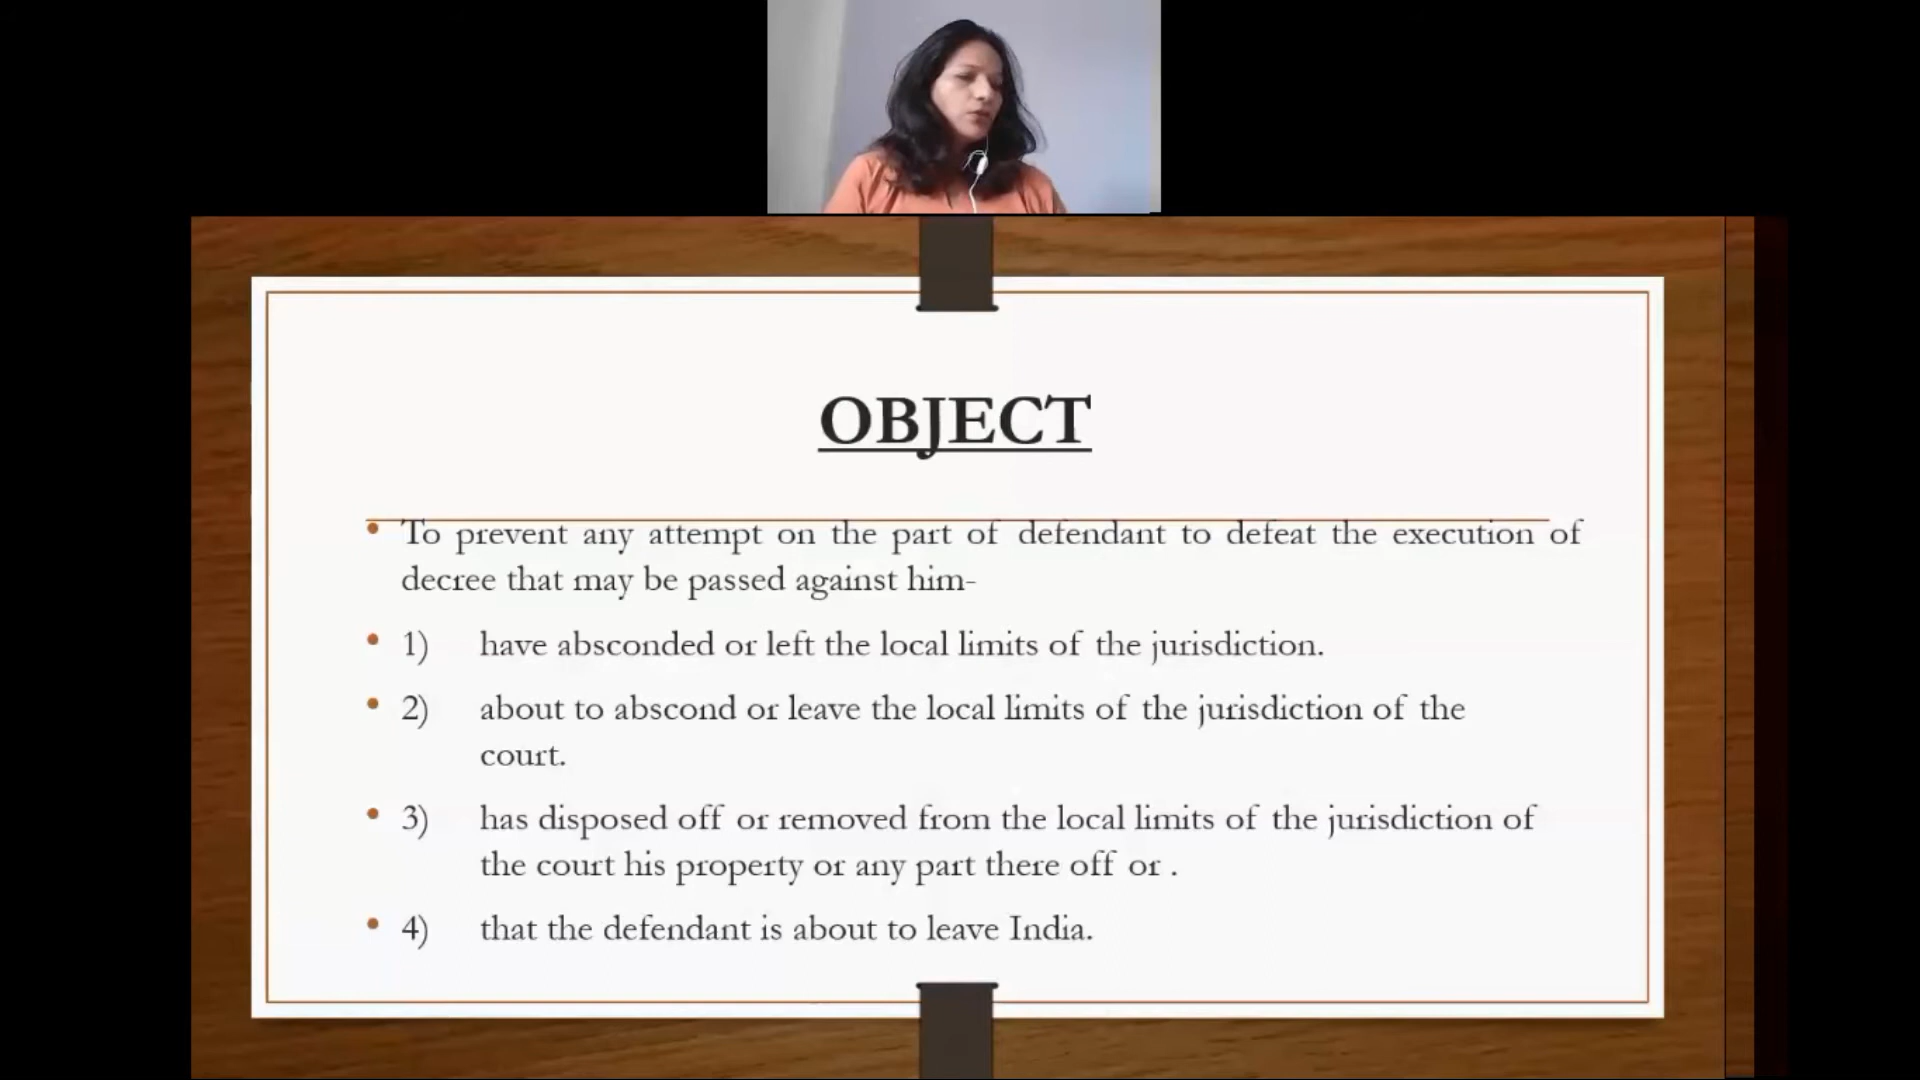 OBJECT
• To prevent any attempt on the part of defendant to defeat the execution of
decree that may be passed against him-
• 1) have absconded or left the local limits of the jurisdiction.
• 2) about to abscond or leave the local limits of the jurisdiction of the
court.
• 3) has disposed off or removed from the local limits of the jurisdiction of
the court his property or any part there off or .
• 4) that the defendant is about to leave India.